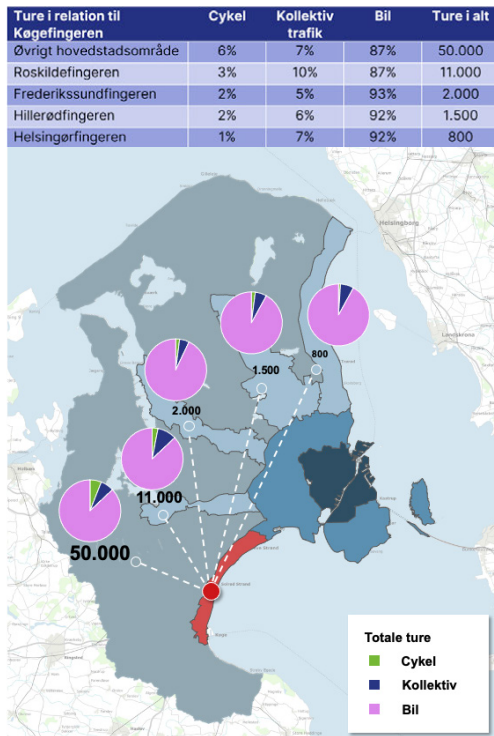 Ture i relation til Køgefingeren Cykel Kollektiv trafik Bil Ture i alt
Øvrigt hovedstadsområde 6% 7% 87% 50.000
Roskildefingeren 3% 10% 87% 11.000
Frederikssundfingeren 2% 5% 93% 2.000
Hillerødfingeren 2% 6% 92% 1.500
Helsingørfingeren 1% 7% 92% 800
Helsingborg
Landskrona
800
1.500
2.000
11.000
50.000
Køge
Totale ture
Cykel
Kollektiv
Bil